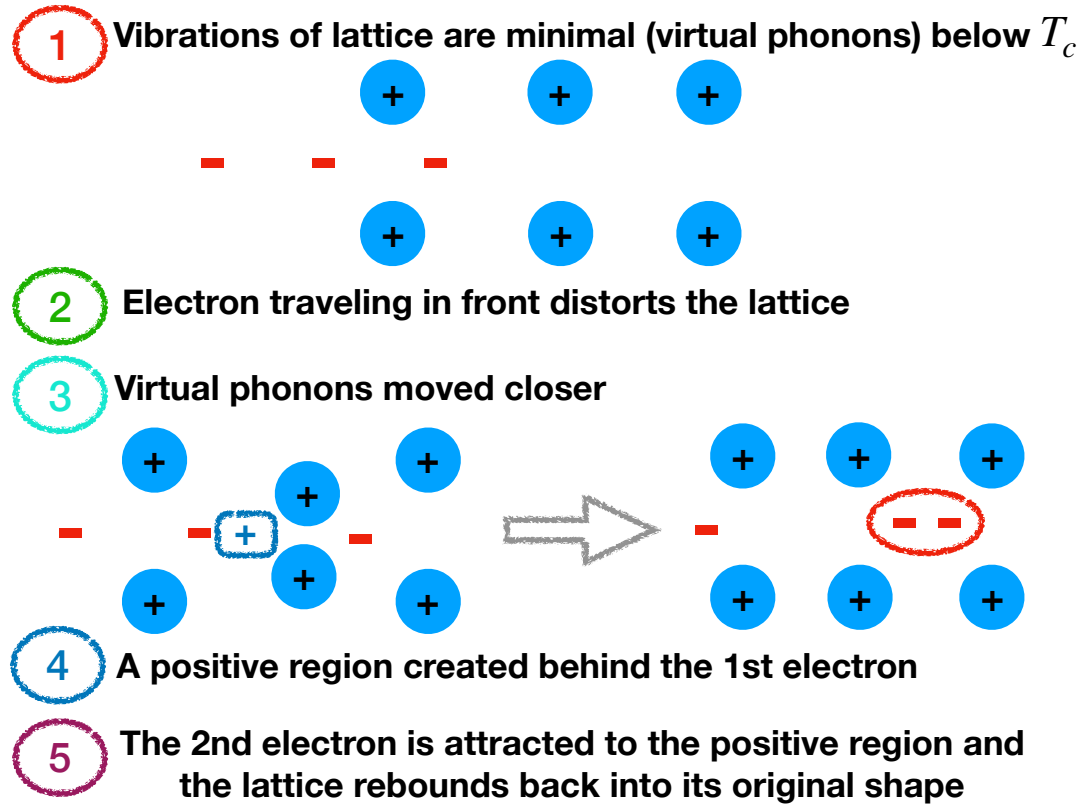 1 Vibrations of lattice are minimal (virtual phonons) below T_c
+ + +
- - -
+ + +
2 Electron traveling in front distorts the lattice
3 Virtual phonons moved closer
+ + + + + +
- - + - - - -
+ + + + + +
4 A positive region created behind the 1st electron
5 The 2nd electron is attracted to the positive region and
the lattice rebounds back into its original shape